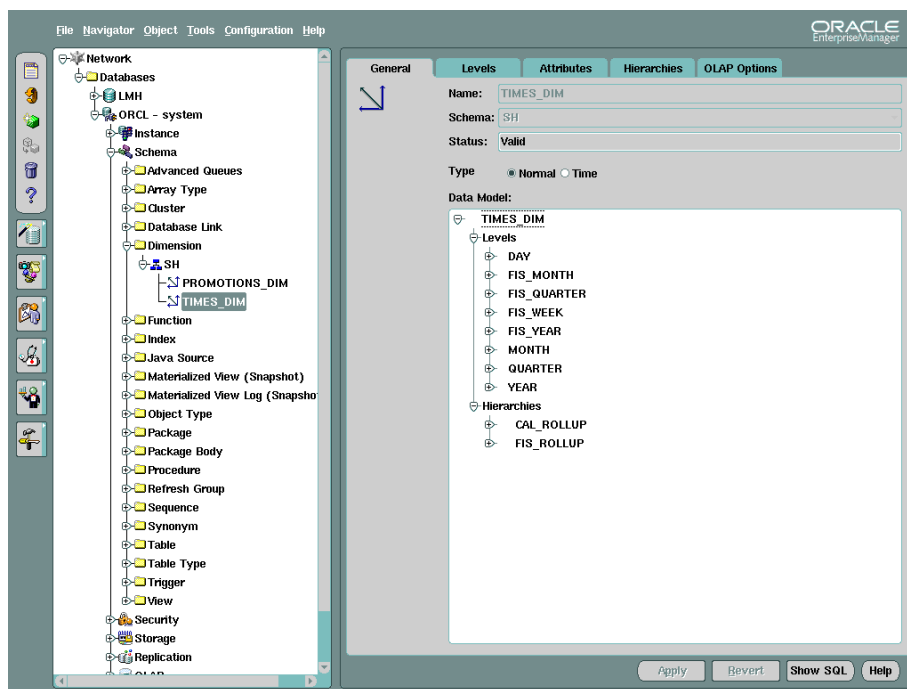 File Navigator Object Tools Configuration Help
ORACLE
EnterpriseManager
Network
Databases
LMH
ORCL - system
Instance
Schema
Advanced Queues
Array Type
Cluster
Database Link
Dimension
SH
PROMOTIONS_DIM
TIMES_DIM
Function
Index
Java Source
Materialized View (Snapshot)
Materialized View Log (Snapsho
Object Type
Package
Package Body
Procedure
Refresh Group
Sequence
Synonym
Table
Table Type
Trigger
View
Security
Storage
Replication
OLAP
General Levels Attributes Hierarchies OLAP Options
Name: TIMES_DIM
Schema: SH
Status: Valid
Type Normal Time
Data Model:
TIMES_DIM
Levels
DAY
FIS_MONTH
FIS_QUARTER
FIS_WEEK
FIS_YEAR
MONTH
QUARTER
YEAR
Hierarchies
CAL_ROLLUP
FIS_ROLLUP
Apply Revert Show SQL Help